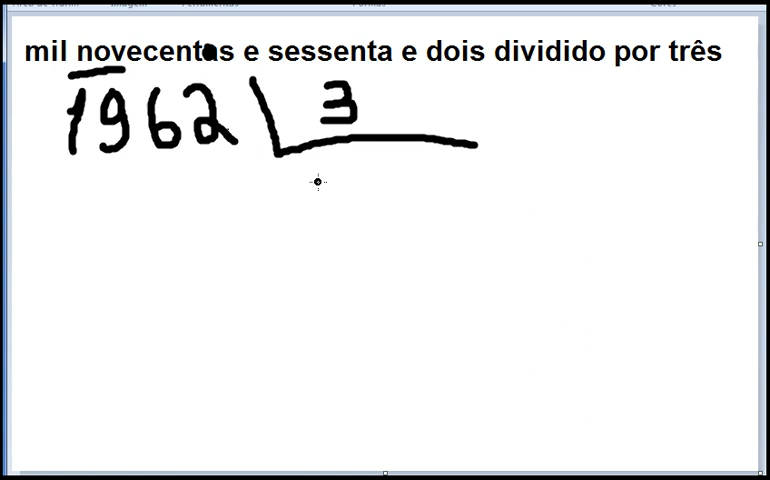 mil novecentos e sessenta e dois dividido por três
1962 3